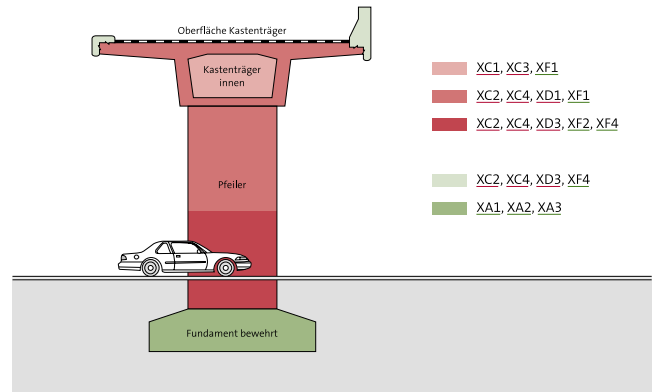 Oberfläche Kastenträger
Kastenträger
innen
Pfeiler
Fundament bewehrt
XC1, XC3, XF1
XC2, XC4, XD1, XF1
XC2, XC4, XD3, XF2, XF4
XC2, XC4, XD3, XF4
XA1, XA2, XA3